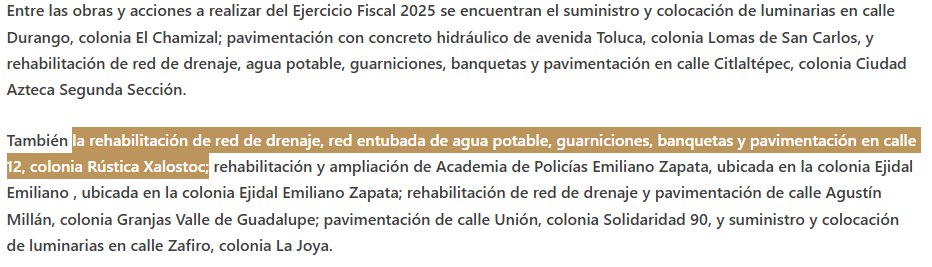 Entre las obras y acciones a realizar del Ejercicio Fiscal 2025 se encuentran el suministro y colocación de luminarias en calle
Durango, colonia El Chamizal; pavimentación con concreto hidráulico de avenida Toluca, colonia Lomas de San Carlos, y
rehabilitación de red de drenaje, agua potable, guarniciones, banquetas y pavimentación en calle Citlaltépec, colonia Ciudad
Azteca Segunda Sección.
También la rehabilitación de red de drenaje, red entubada de agua potable, guarniciones, banquetas y pavimentación en calle
12, colonia Rústica Xalostoc; rehabilitación y ampliación de Academia de Policías Emiliano Zapata, ubicada en la colonia Ejidal
Emiliano , ubicada en la colonia Ejidal Emiliano Zapata; rehabilitación de red de drenaje y pavimentación de calle Agustín
Millán, colonia Granjas Valle de Guadalupe; pavimentación de calle Unión, colonia Solidaridad 90, y suministro y colocación
de luminarias en calle Zafiro, colonia La Joya.